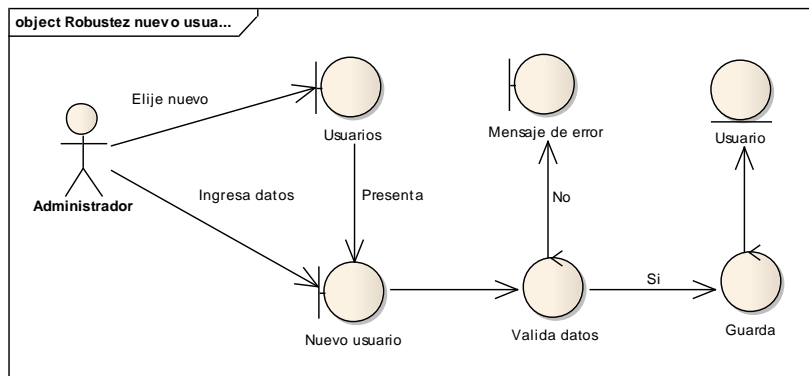 object Robustez nuevo usua...
Elije nuevo
Usuarios
Mensaje de error
Usuario
Administrador
Ingresa datos
Presenta
No
Si
Nuevo usuario
Valida datos
Guarda